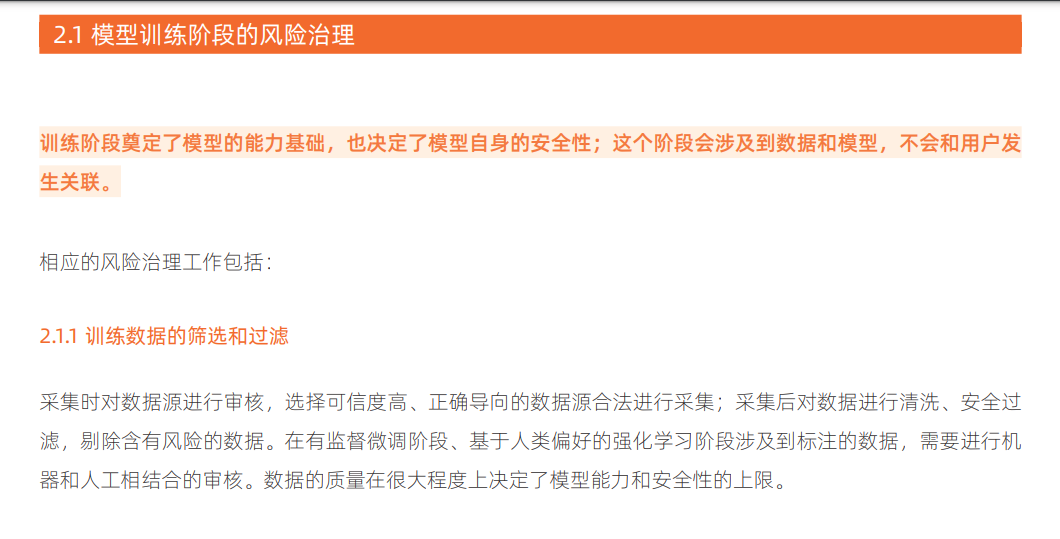 2.1 模型训练阶段的风险治理
训练阶段奠定了模型的能力基础，也决定了模型自身的安全性；这个阶段会涉及到数据和模型，不会和用户发
生关联。
相应的风险治理工作包括：
2.1.1 训练数据的筛选和过滤
采集时对数据源进行审核，选择可信度高、正确导向的数据源合法进行采集；采集后对数据进行清洗、安全过
滤，剔除含有风险的数据。在有监督微调阶段、基于人类偏好的强化学习阶段涉及到标注的数据，需要进行机
器和人工相结合的审核。数据的质量在很大程度上决定了模型能力和安全性的上限。